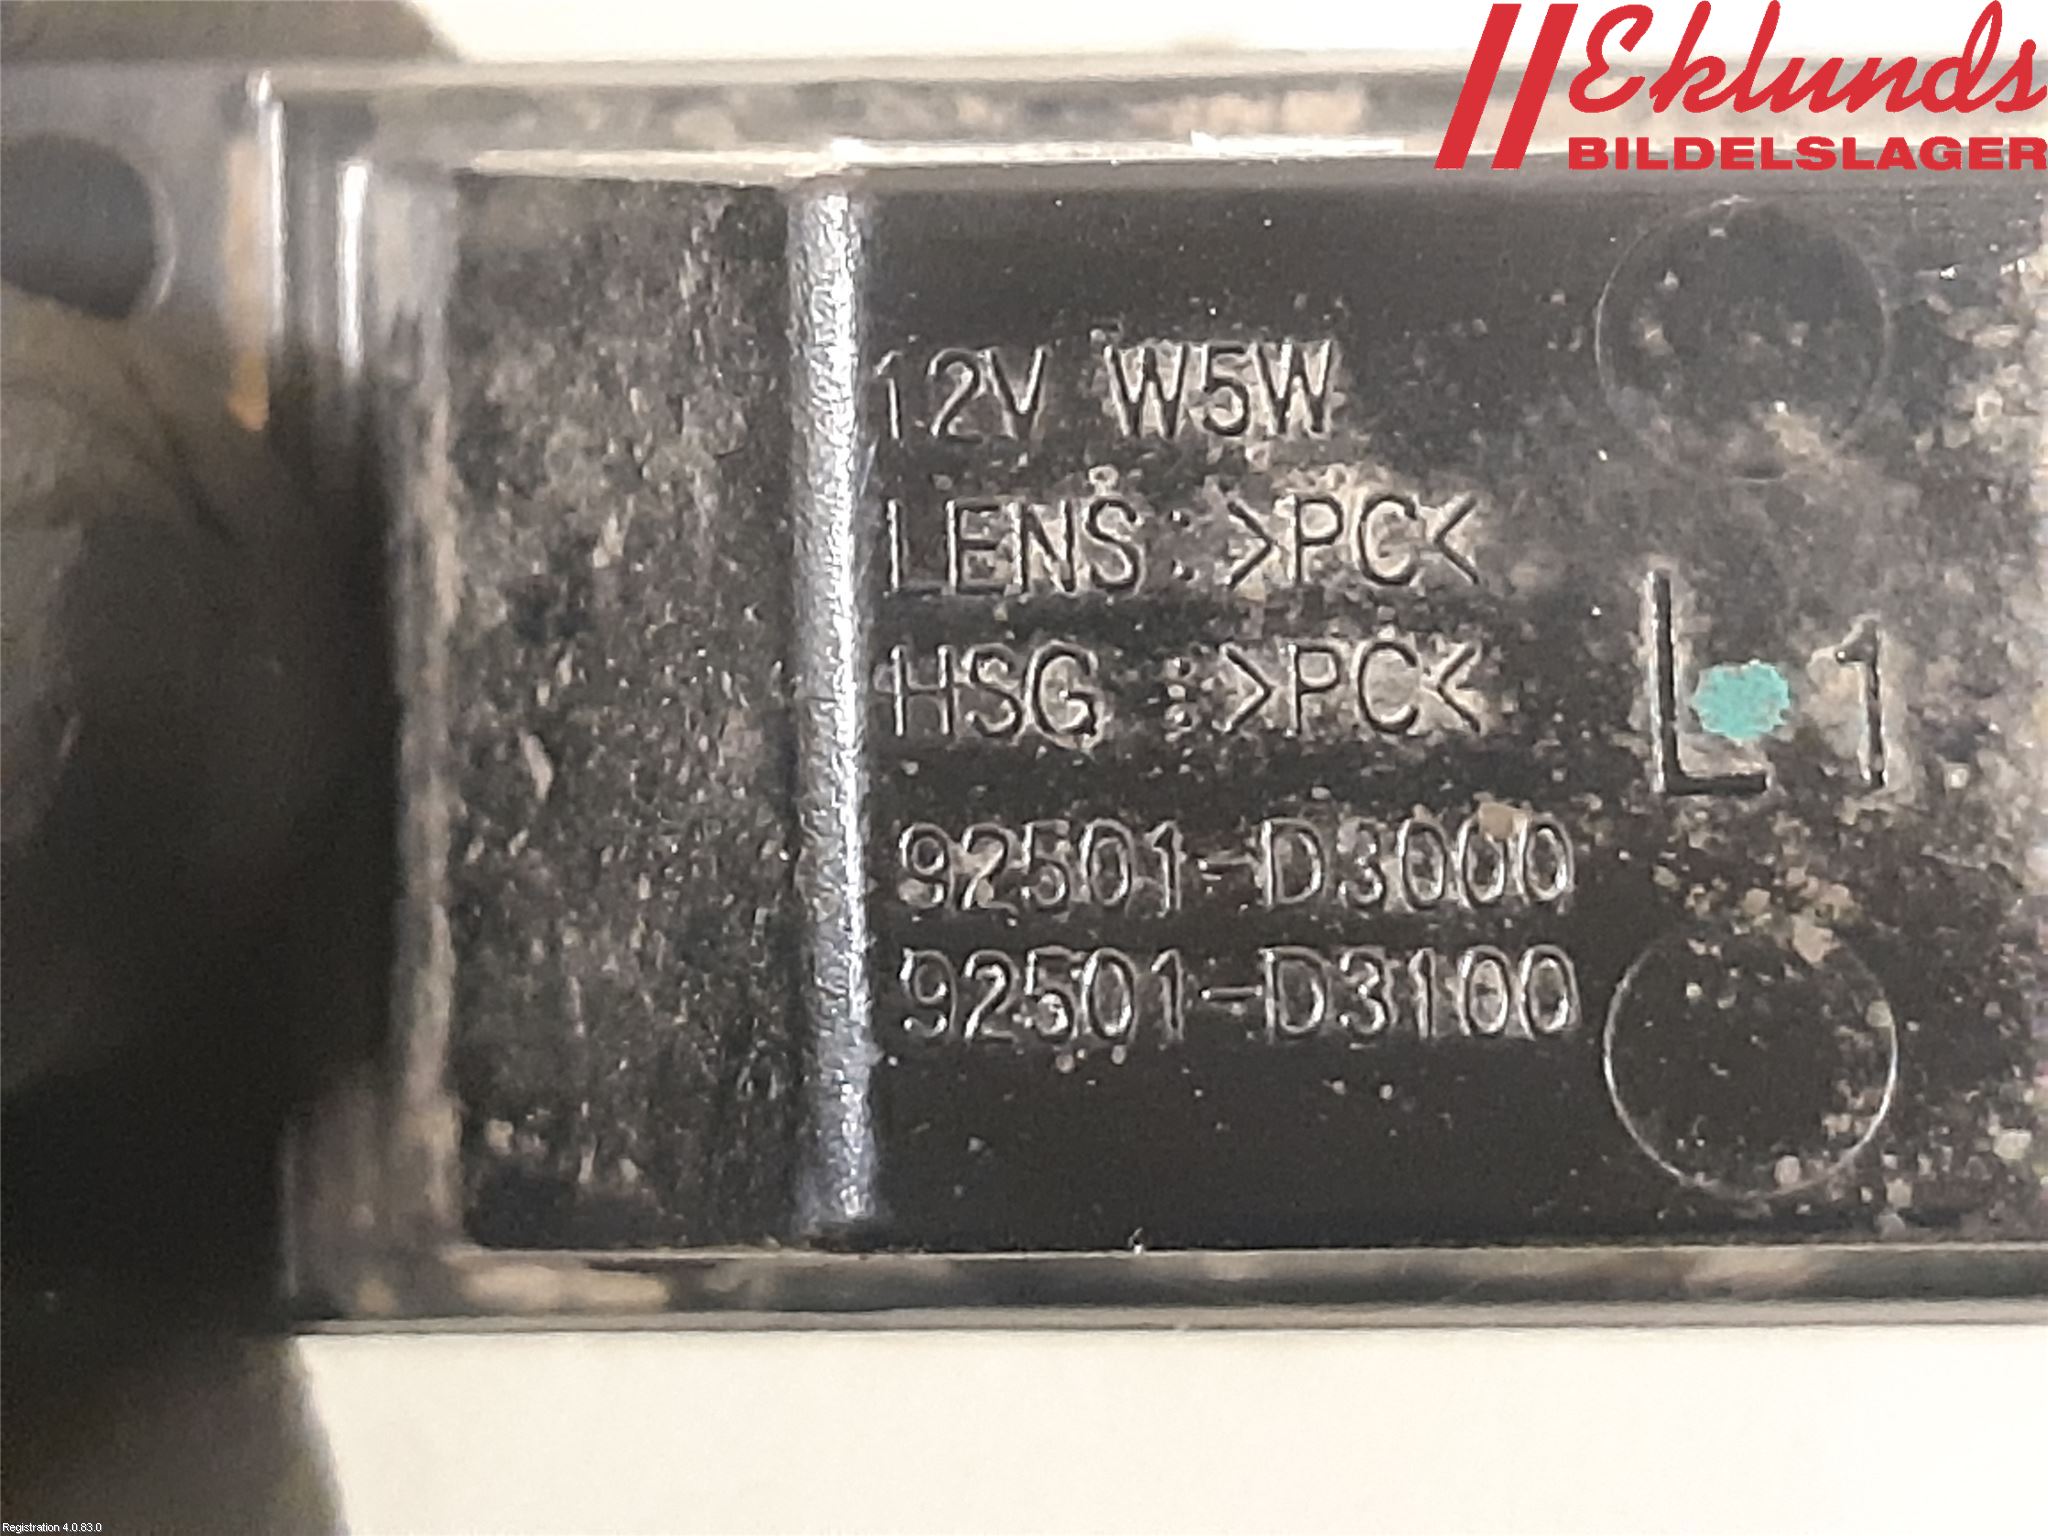 Eklunds
BILDELSLAGER
12V W5W
LENS : >PC<
HSG : >PC<
L 1
92501-D3000
92501-D3100
Registration 4.0.83.0